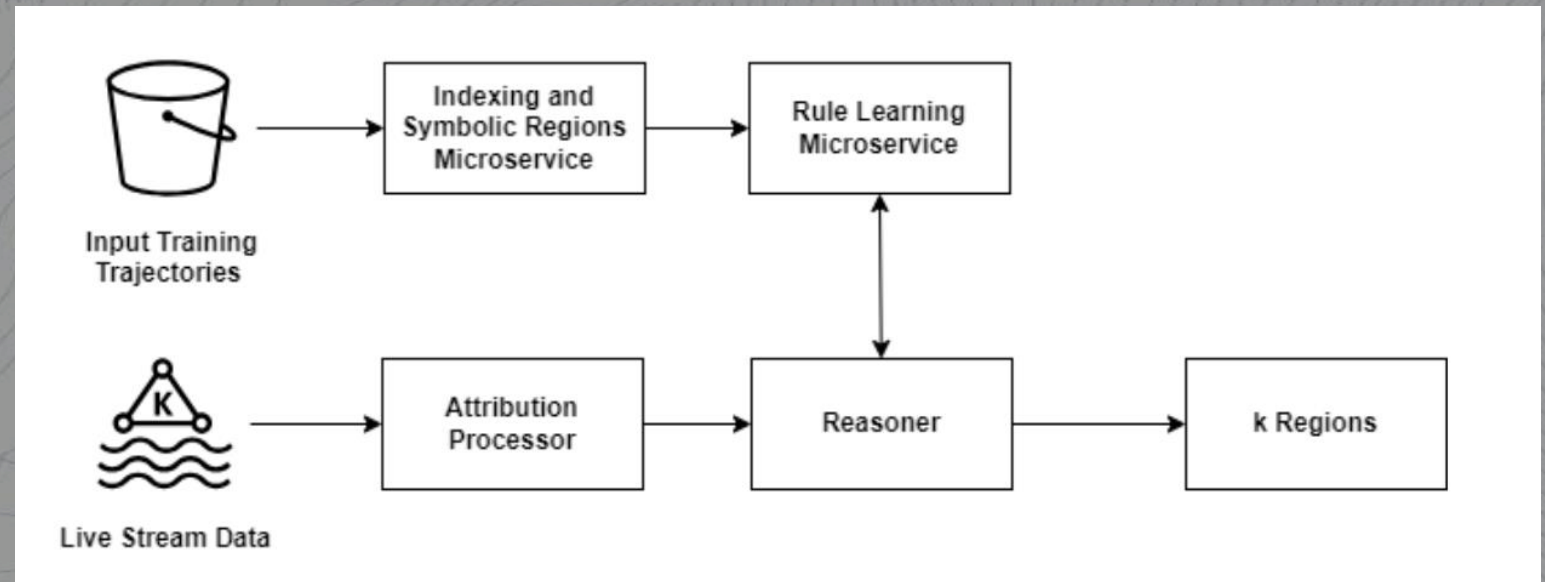 Indexing and
Symbolic Regions
Microservice
Rule Learning
Microservice
Input Training
Trajectories
K
Attribution
Processor
Reasoner
k Regions
Live Stream Data